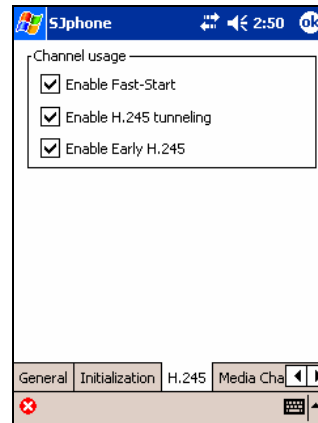 SJphone 2:50 ok
Channel usage
Enable Fast-Start
Enable H.245 tunneling
Enable Early H.245
General Initialization H.245 Media Cha